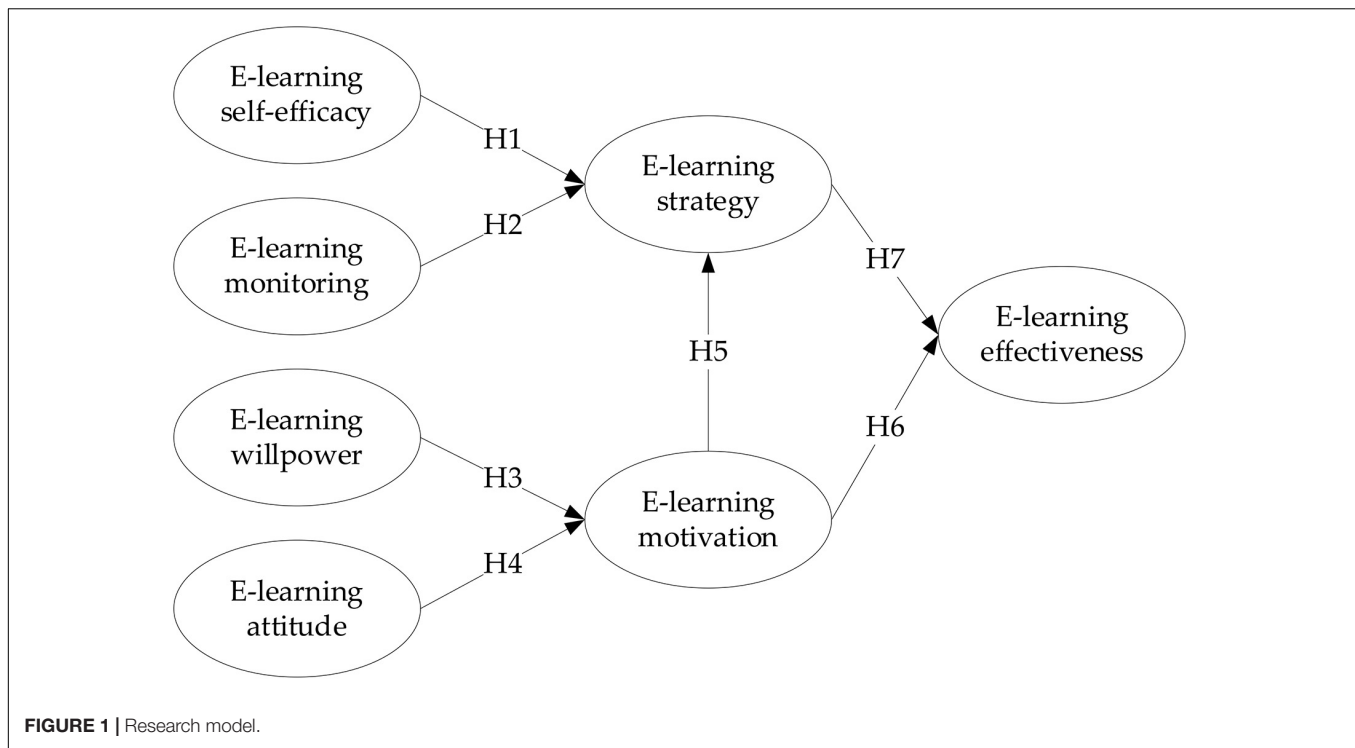 E-learning
self-efficacy
H1
E-learning
strategy
H2
E-learning
monitoring
H7
E-learning
effectiveness
H5
E-learning
willpower
H6
H3
E-learning
motivation
H4
E-learning
attitude
FIGURE 1 | Research model.